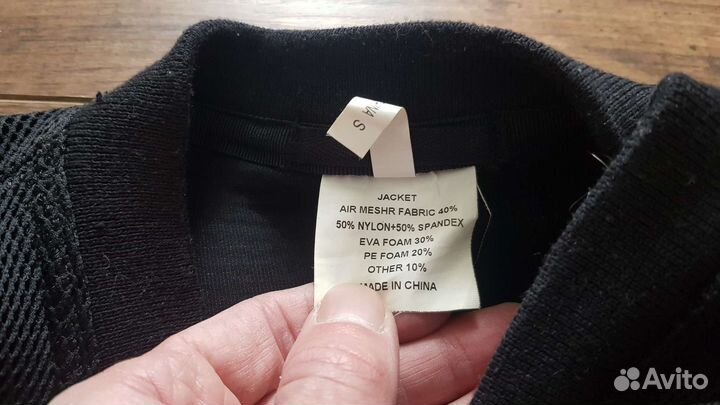 S
JACKET
AIR MESHR FABRIC 40%
50% NYLON+50% SPANDEX
EVA FOAM 30%
PE FOAM 20%
OTHER 10%
MADE IN CHINA
Avito